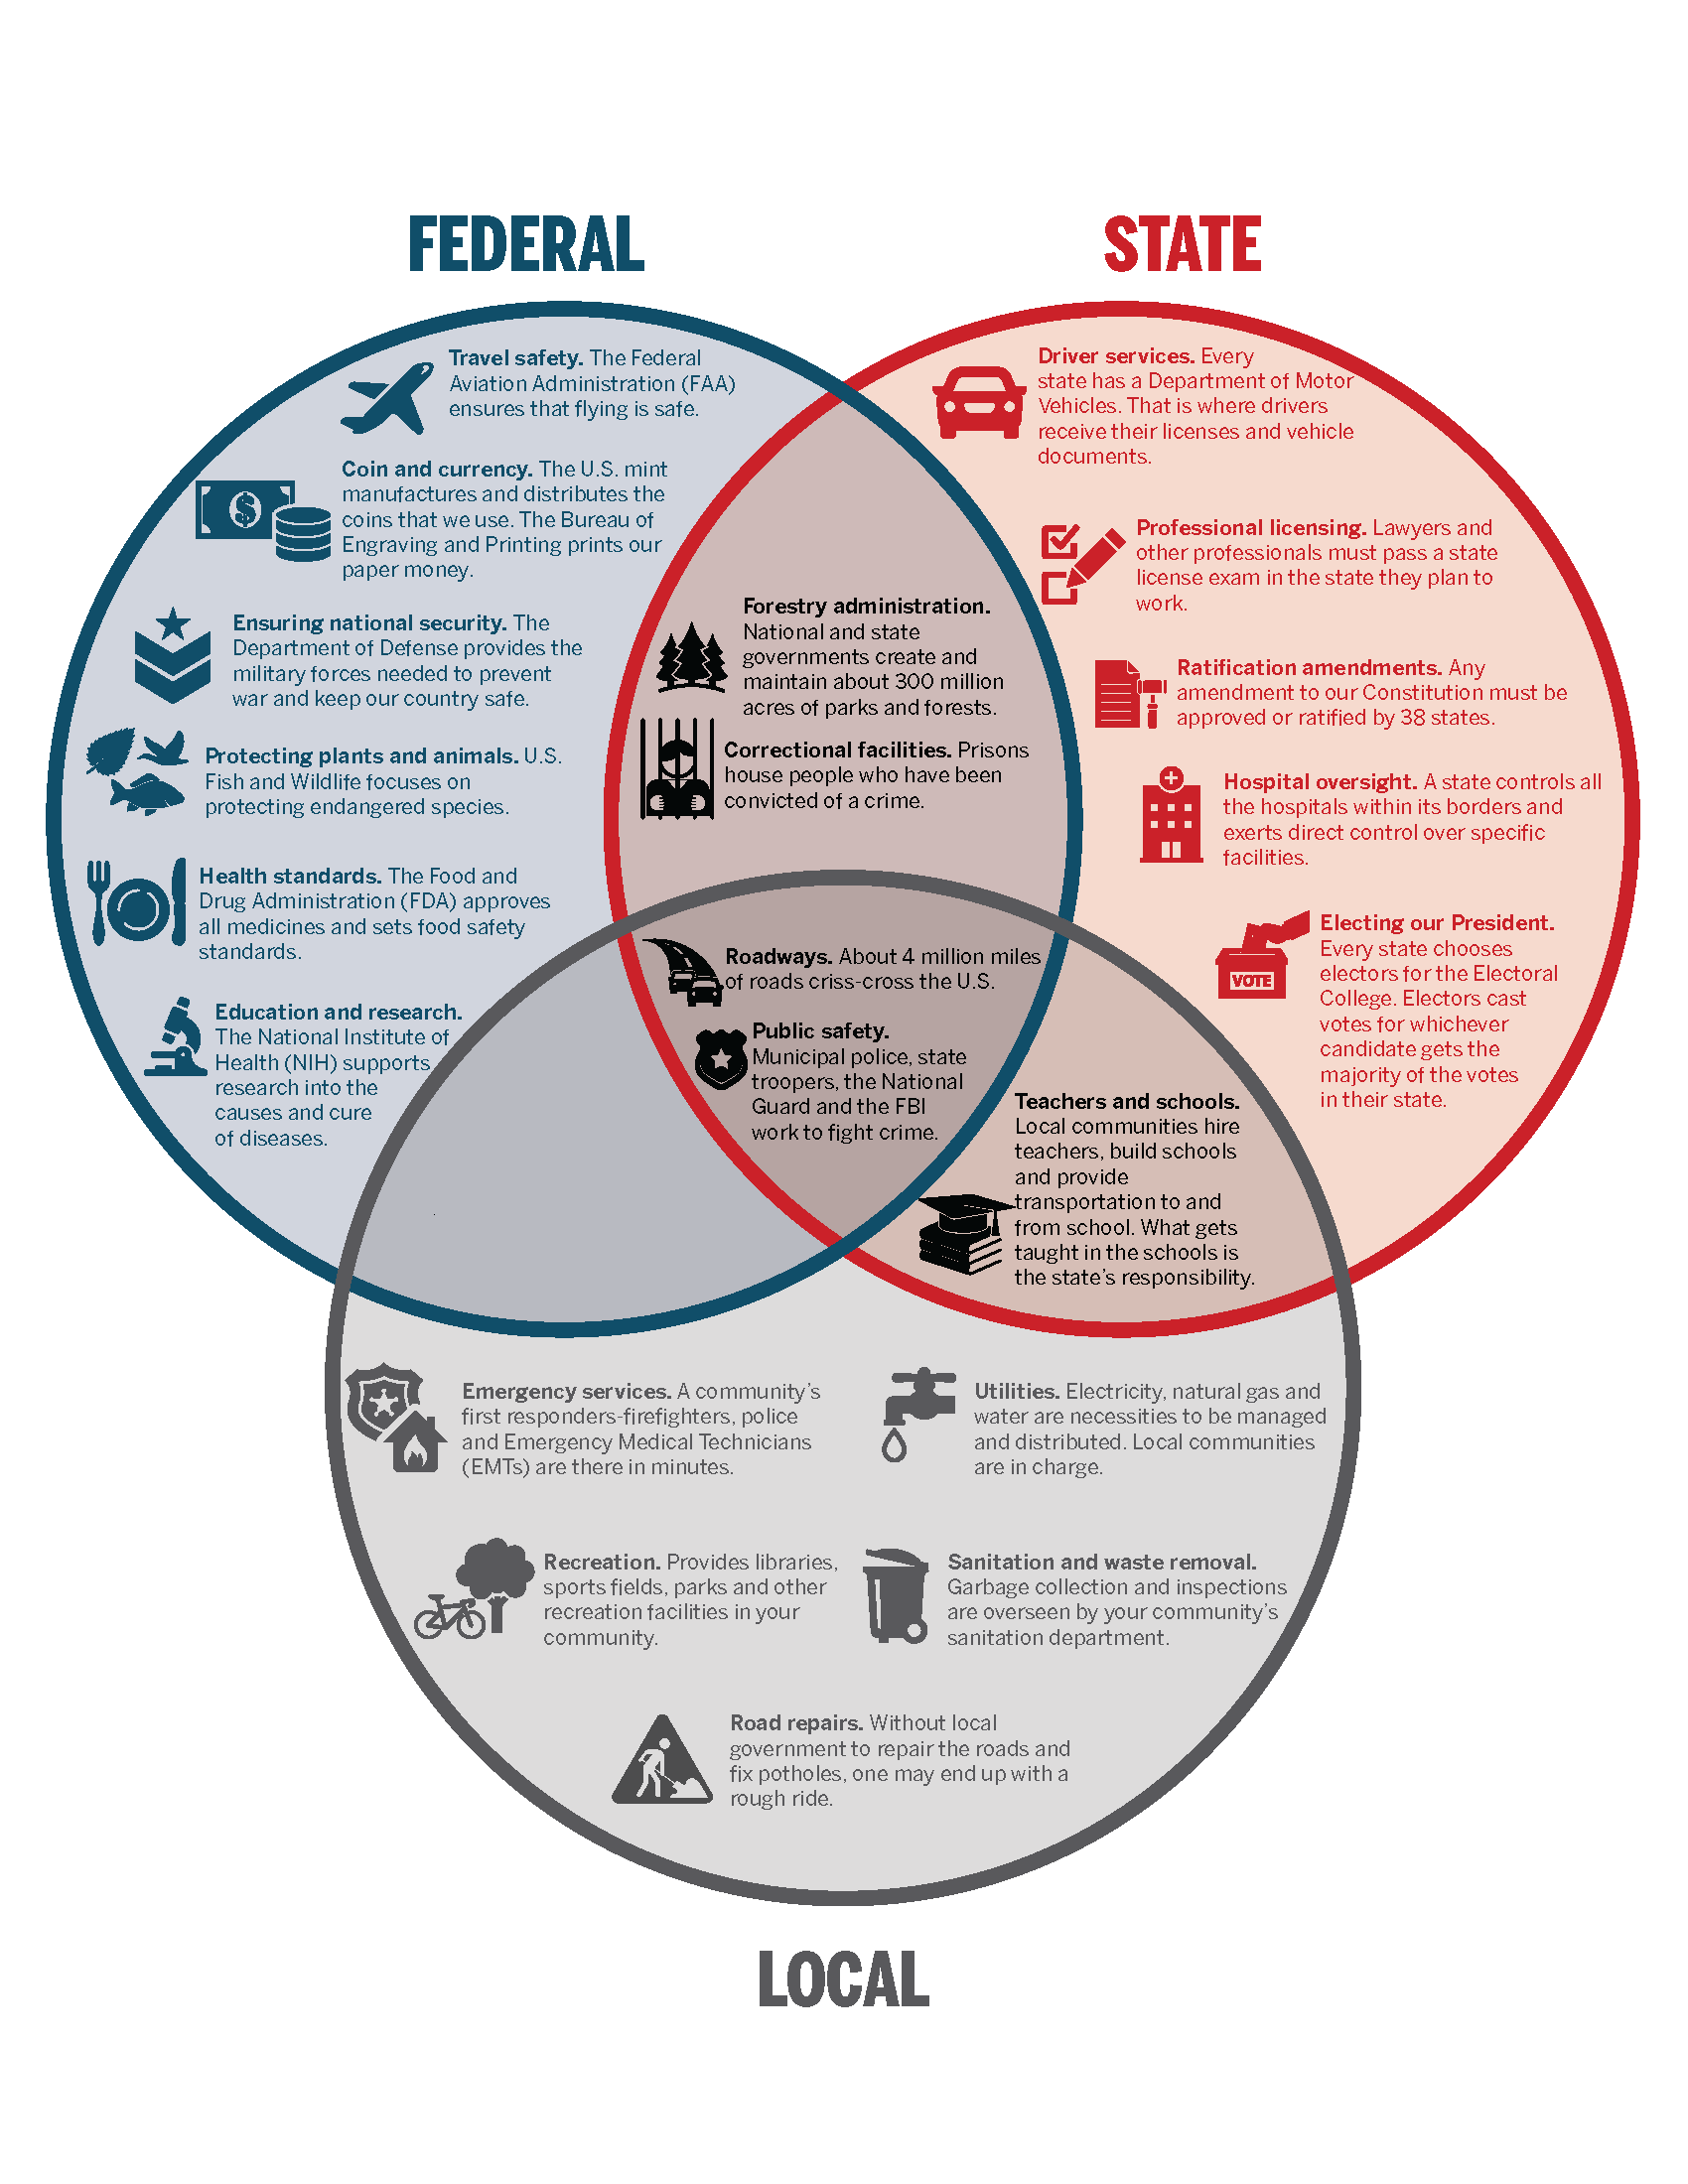 FEDERAL
STATE
Travel safety. The Federal
Aviation Administration (FAA)
ensures that flying is safe.
Coin and currency. The U.S. mint
manufactures and distributes the
coins that we use. The Bureau of
Engraving and Printing prints our
paper money.
$
Ensuring national security. The
Department of Defense provides the
military forces needed to prevent
war and keep our country safe.
Protecting plants and animals. U.S.
Fish and Wildlife focuses on
protecting endangered species.
Health standards. The Food and
Drug Administration (FDA) approves
all medicines and sets food safety
standards.
Education and research.
The National Institute of
Health (NIH) supports
research into the
causes and cure
of diseases.
Forestry administration.
National and state
governments create and
maintain about 300 million
acres of parks and forests.
Correctional facilities. Prisons
house people who have been
convicted of a crime.
Roadways. About 4 million miles
of roads criss-cross the U.S.
Public safety.
Municipal police, state
troopers, the National
Guard and the FBI
work to fight crime.
Driver services. Every
state has a Department of Motor
Vehicles. That is where drivers
receive their licenses and vehicle
documents.
Professional licensing. Lawyers and
other professionals must pass a state
license exam in the state they plan to
work.
Ratification amendments. Any
amendment to our Constitution must be
approved or ratified by 38 states.
Hospital oversight. A state controls all
the hospitals within its borders and
exerts direct control over specific
facilities.
VOTE
Electing our President.
Every state chooses
electors for the Electoral
College. Electors cast
votes for whichever
candidate gets the
majority of the votes
in their state.
Teachers and schools.
Local communities hire
teachers, build schools
and provide
transportation to and
from school. What gets
taught in the schools is
the state's responsibility.
Emergency services. A community's
first responders-firefighters, police
and Emergency Medical Technicians
(EMTs) are there in minutes.
Utilities. Electricity, natural gas and
water are necessities to be managed
and distributed. Local communities
are in charge.
Recreation. Provides libraries,
sports fields, parks and other
recreation facilities in your
community.
Sanitation and waste removal.
Garbage collection and inspections
are overseen by your community's
sanitation department.
Road repairs. Without local
government to repair the roads and
fix potholes, one may end up with a
rough ride.
LOCAL